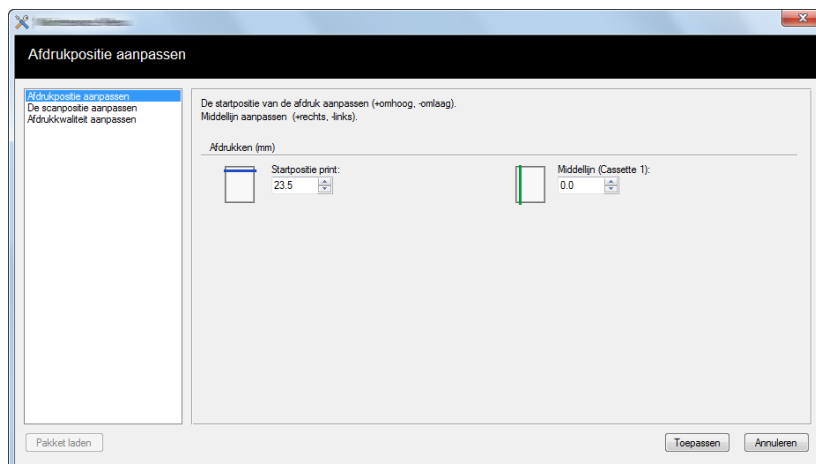 Afdrukpositie aanpassen
Afdrukpositie aanpassen
De scanpositie aanpassen
Afdrukkwaliteit aanpassen
De startpositie van de afdruk aanpassen (+omhoog, -omlaag).
Middellijn aanpassen (+rechts, -links).
Afdrukken (mm)
Startpositie print:
23.5
Middellijn (Cassette 1):
0.0
Pakket laden
Toepassen
Annuleren